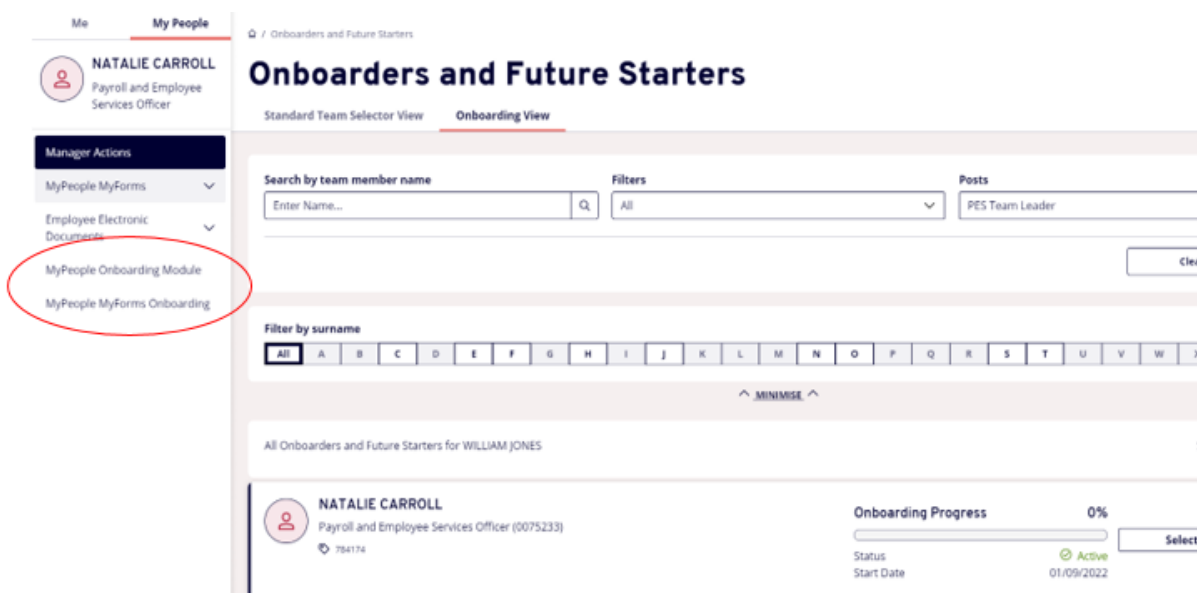 Me My People
NATALIE CARROLL
Payroll and Employee
Services Officer
Manager Actions
MyPeople MyForms
Employee Electronic
Documents
MyPeople Onboarding Module
MyPeople MyForms Onboarding
/ Onboarders and Future Starters
Onboarders and Future Starters
Standard Team Selector View Onboarding View
Search by team member name Filters Posts
Enter Name... All PES Team Leader
Clea
Filter by surname
All A B C D E F G H I J K L M N O P Q R S T U V W
MINIMISE
All Onboarders and Future Starters for WILLIAM JONES
NATALIE CARROLL
Payroll and Employee Services Officer (0075233)
784174
Onboarding Progress 0%
Select
Status Active
Start Date 01/09/2022